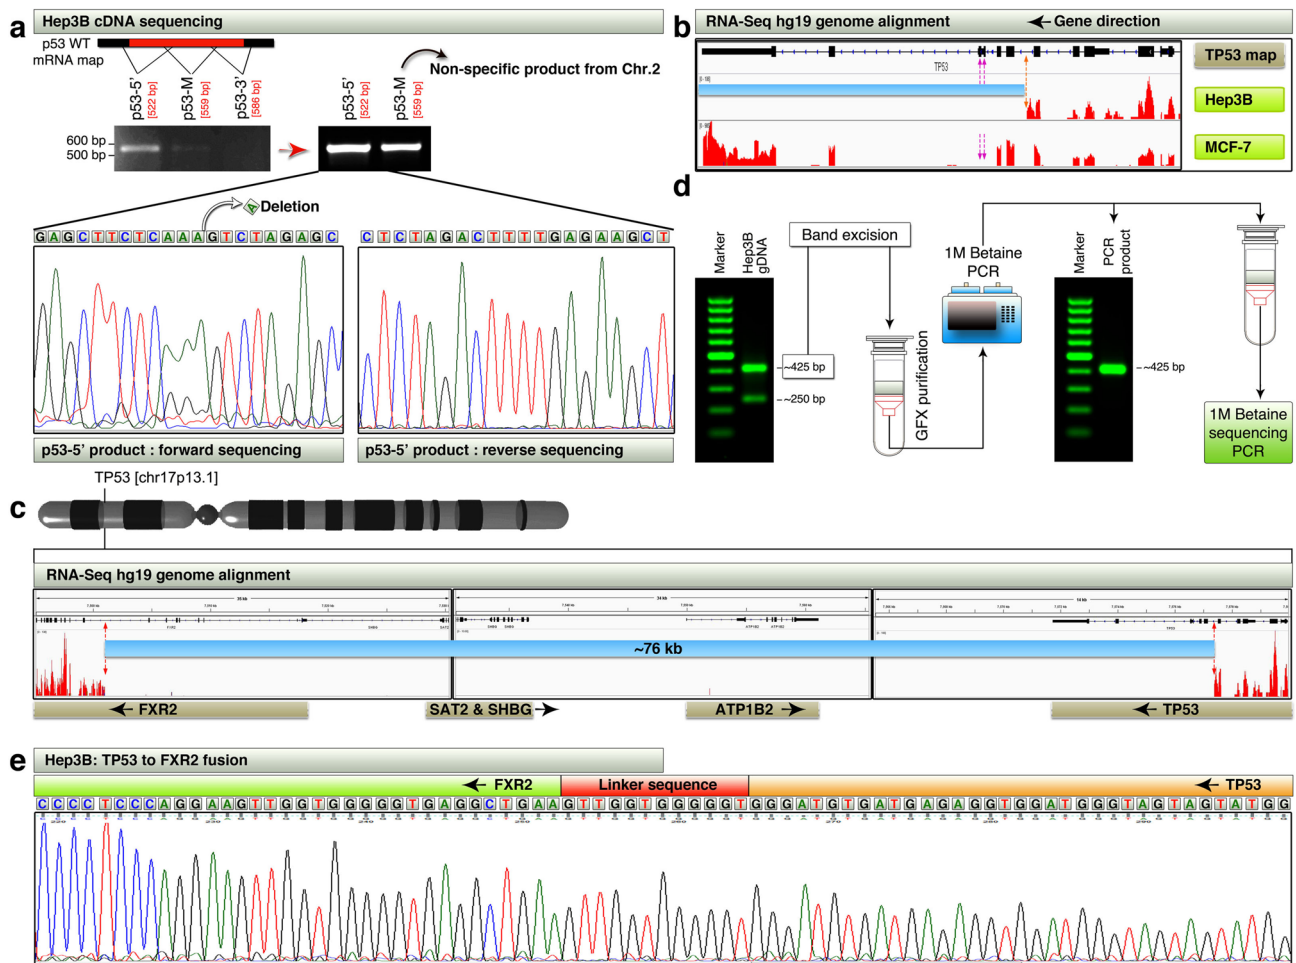 a
Hep3B cDNA sequencing
p53 WT
mRNA map
p53-5'
[522 bp]
p53-M
[559 bp]
p53-3'
[586 bp]
600 bp
500 bp
p53-5'
[522 bp]
p53-M
[559 bp]
Non-specific product from Chr.2
A Deletion
GAGCTTCTCAAAGTCTAGAGC
CTCTAGACTTTTGAGAAGCT
p53-5' product : forward sequencing
p53-5' product : reverse sequencing
b
RNA-Seq hg19 genome alignment
Gene direction
TP53
TP53 map
Hep3B
MCF-7
d
Marker
Hep3B
gDNA
~425 bp
~250 bp
Band excision
GFX purification
1M Betaine
PCR
Marker
PCR
product
~425 bp
1M Betaine
sequencing
PCR
c
TP53 [chr17p13.1]
RNA-Seq hg19 genome alignment
~76 kb
FXR2
SAT2 & SHBG
ATP1B2
TP53
e
Hep3B: TP53 to FXR2 fusion
FXR2
Linker sequence
TP53
CCCCTCCCAGGAAGTTGGTGGGGGTGAGGCTGAAGTTGGTGGGGGTGGGATGTGATGAGAGGTGGATGGGTAGTAGTATGG